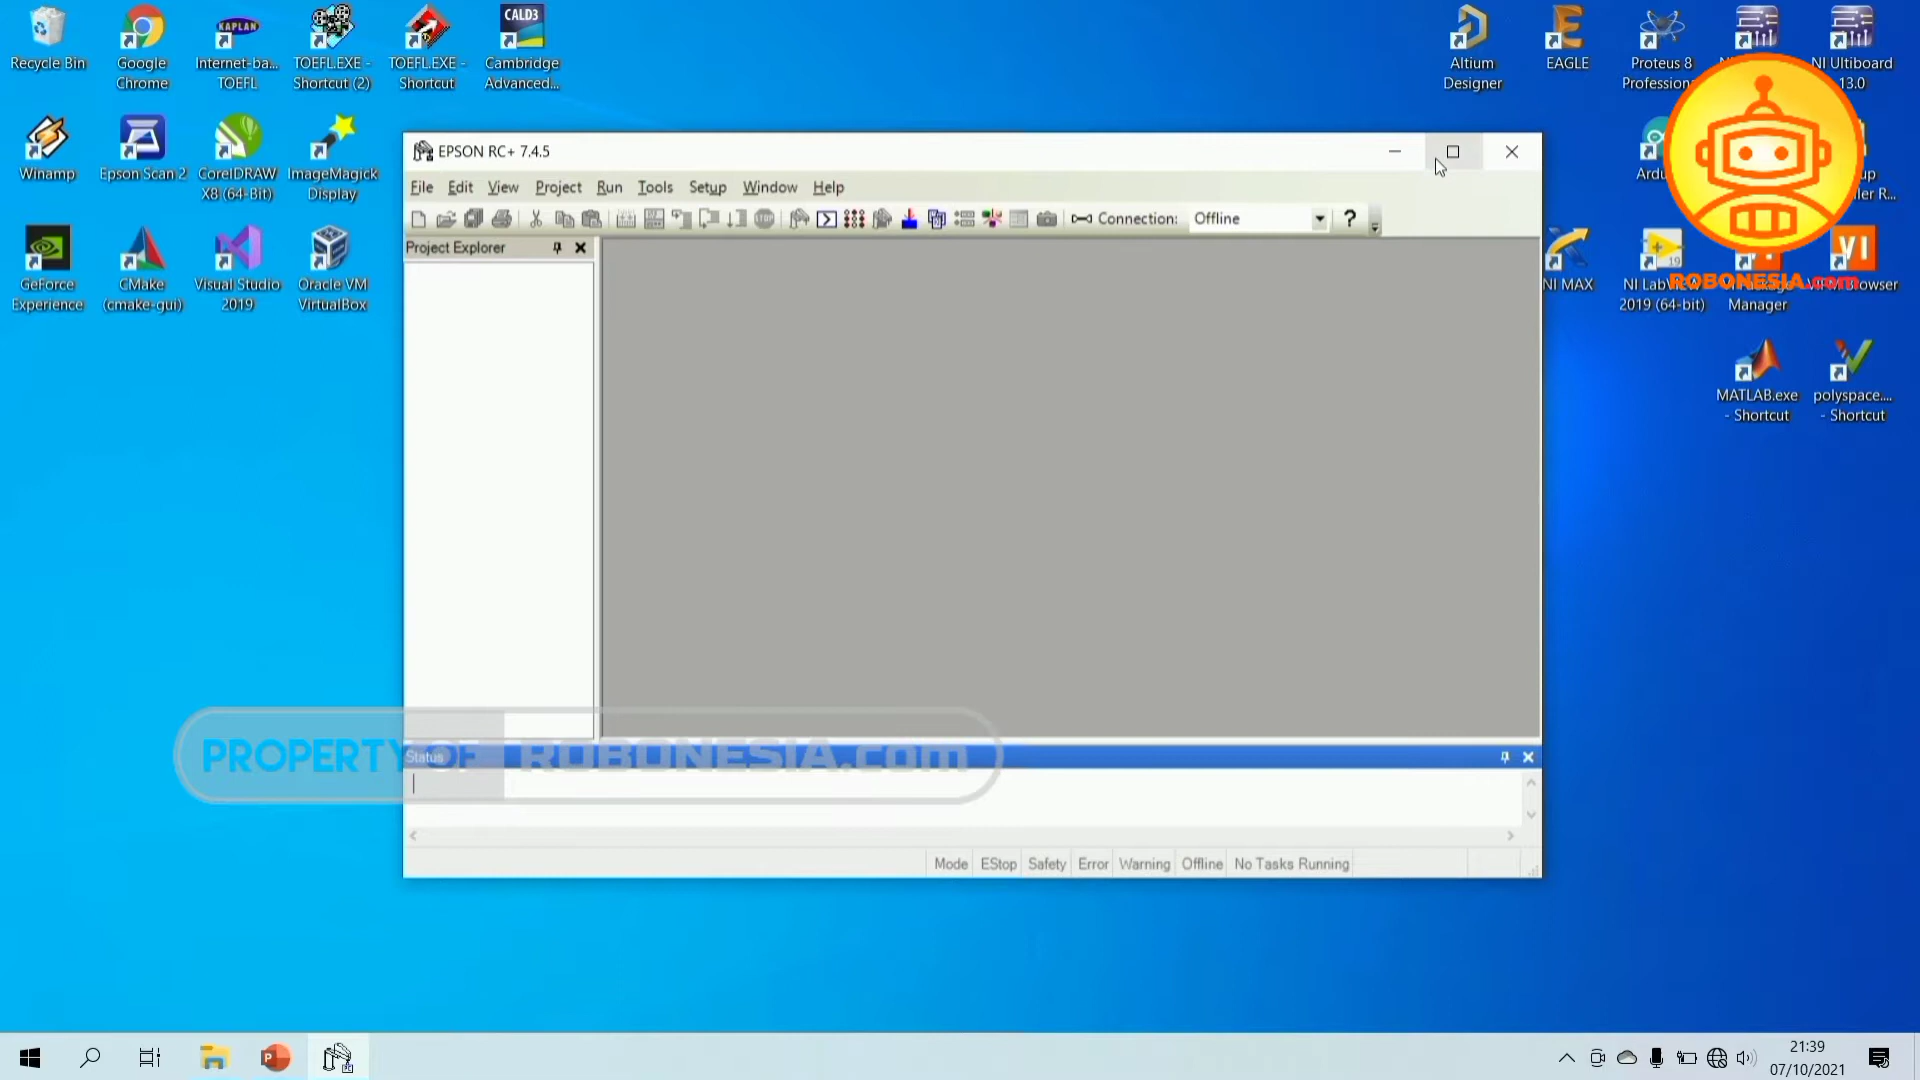 Recycle Bin
Google
Chrome
KAPLAN
Internet-ba...
TOEFL
TOEFL.EXE -
Shortcut (2)
TOEFL.EXE -
Shortcut
CALD3
Cambridge
Advanced...
Altium
Designer
EAGLE
Proteus 8
Professiona
NI Ultiboard
13.0
Winamp
Epson Scan 2
CorelDRAW
X8 (64-Bit)
ImageMagick
Display
GeForce
Experience
CMake
(cmake-gui)
Visual Studio
2019
Oracle VM
VirtualBox
NI MAX
2019 (64-bit)
Manager
ROBONESIA.com
MATLAB.exe
- Shortcut
polyspace....
- Shortcut
EPSON RC+ 7.4.5
File Edit View Project Run Tools Setup Window Help
Connection: Offline ?
Project Explorer
Status
PROPERTY OF ROBONESIA.com
Mode EStop Safety Error Warning Offline No Tasks Running
21:39
07/10/2021